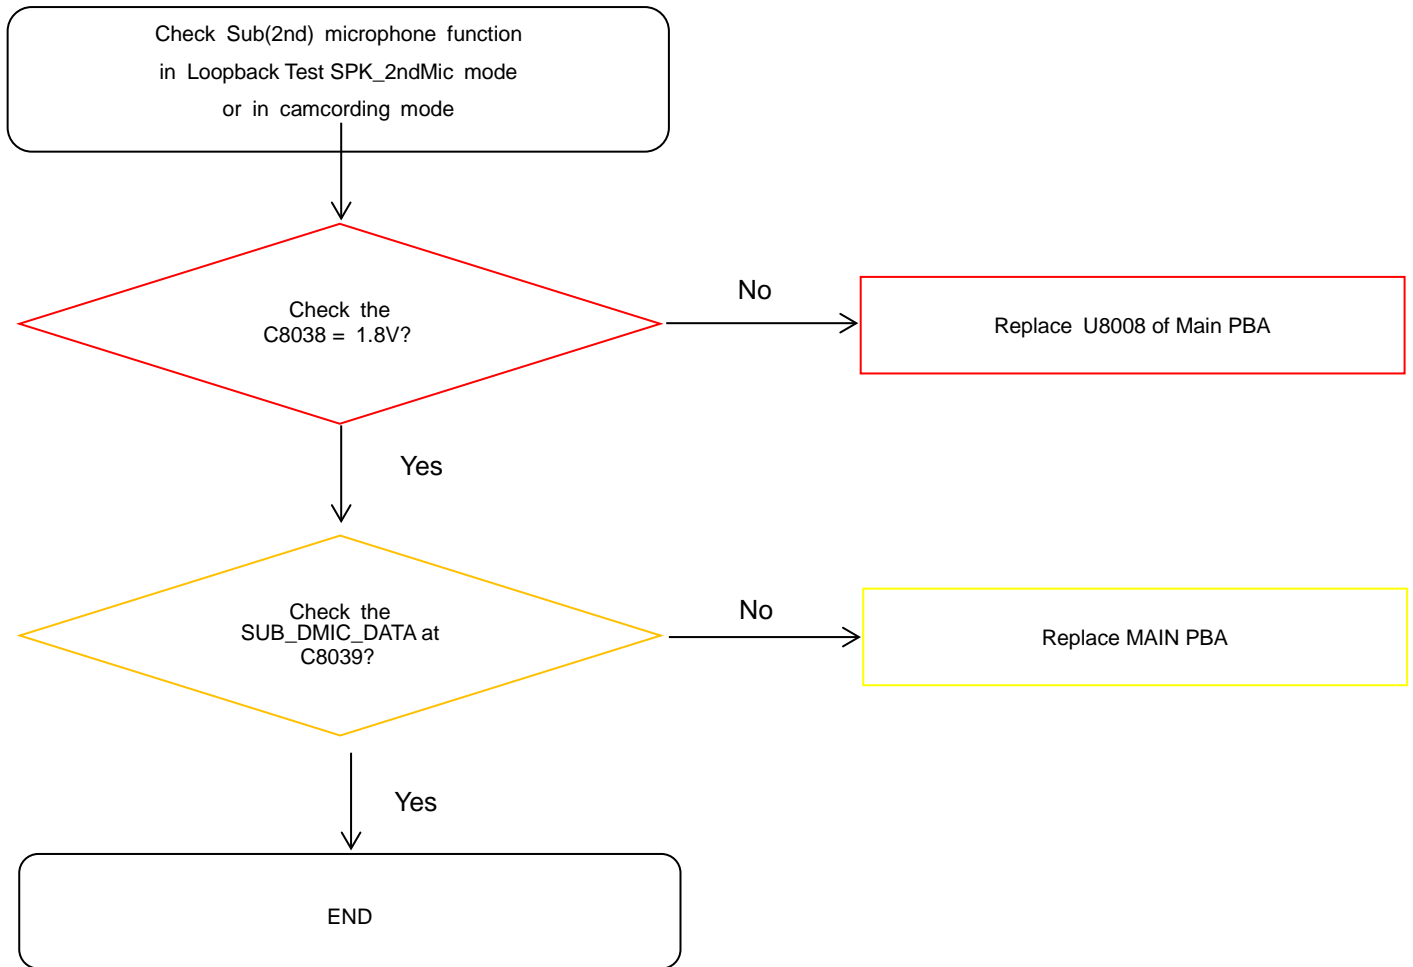 Check Sub(2nd) microphone function
in Loopback Test SPK_2ndMic mode
or in camcording mode
Check the
C8038 = 1.8V?
No
Replace U8008 of Main PBA
Yes
Check the
SUB_DMIC_DATA at
C8039?
No
Replace MAIN PBA
Yes
END